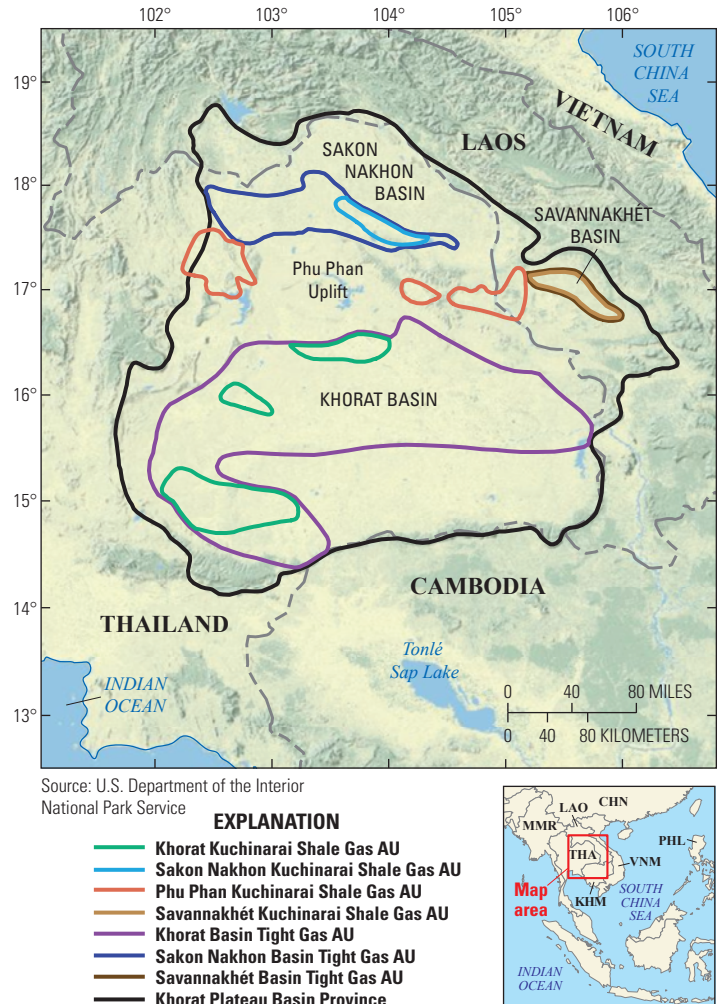 102° 103° 104° 105° 106°
19°
18°
17°
16°
15°
14°
13°
SOUTH
CHINA
SEA
VIETNAM
LAOS
SAKON
NAKHON
BASIN
SAVANNAKHÉT
BASIN
Phu Phan
Uplift
KHORAT BASIN
CAMBODIA
THAILAND
Tonlé
Sap Lake
INDIAN
OCEAN
0 40 80 MILES
0 40 80 KILOMETERS
Source: U.S. Department of the Interior
National Park Service
EXPLANATION
Khorat Kuchinarai Shale Gas AU
Sakon Nakhon Kuchinarai Shale Gas AU
Phu Phan Kuchinarai Shale Gas AU
Savannakhét Kuchinarai Shale Gas AU
Khorat Basin Tight Gas AU
Sakon Nakhon Basin Tight Gas AU
Savannakhét Basin Tight Gas AU
Khorat Plateau Basin Province
LAO CHN
MMR
PHL
THA
VNM
Map
area
KHM
SOUTH
CHINA
SEA
INDIAN
OCEAN